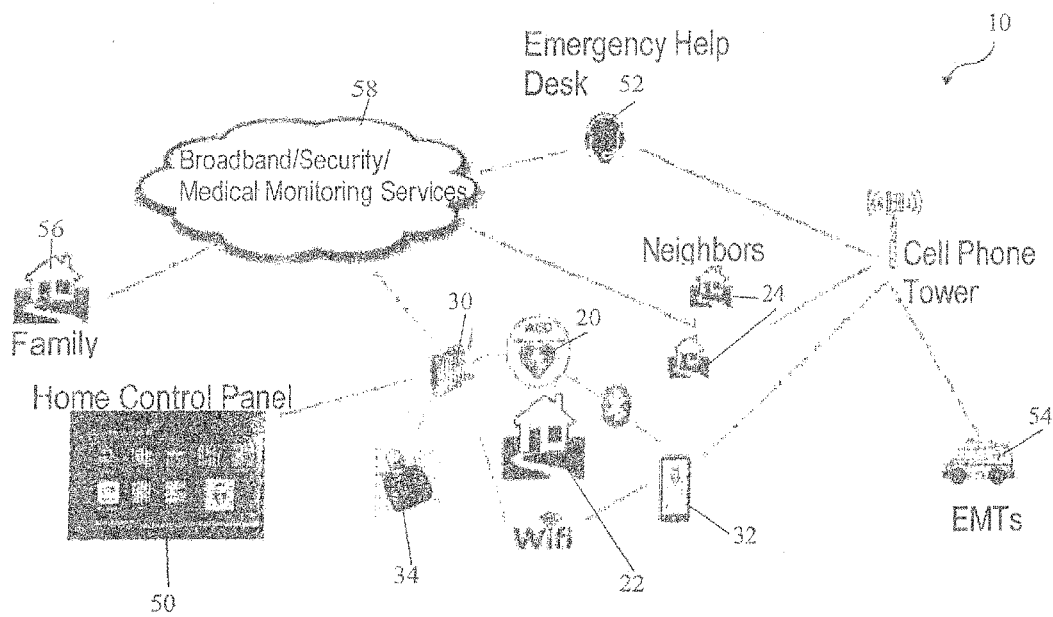 10
Emergency Help
Desk
52
58
Broadband/Security/
Medical Monitoring Services
56
Family
Neighbors
24
Cell Phone
Tower
30
20
Home Control Panel
54
EMTs
Wifi
32
34
22
50